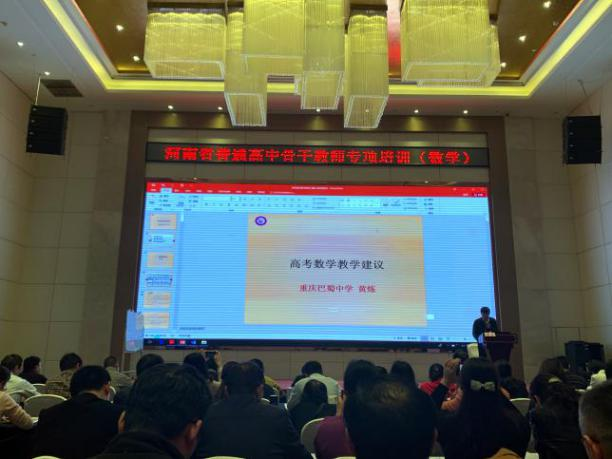 河南省普通高中骨干教师专项培训（数学）
高考数学教学建议
重庆巴蜀中学 黄炼